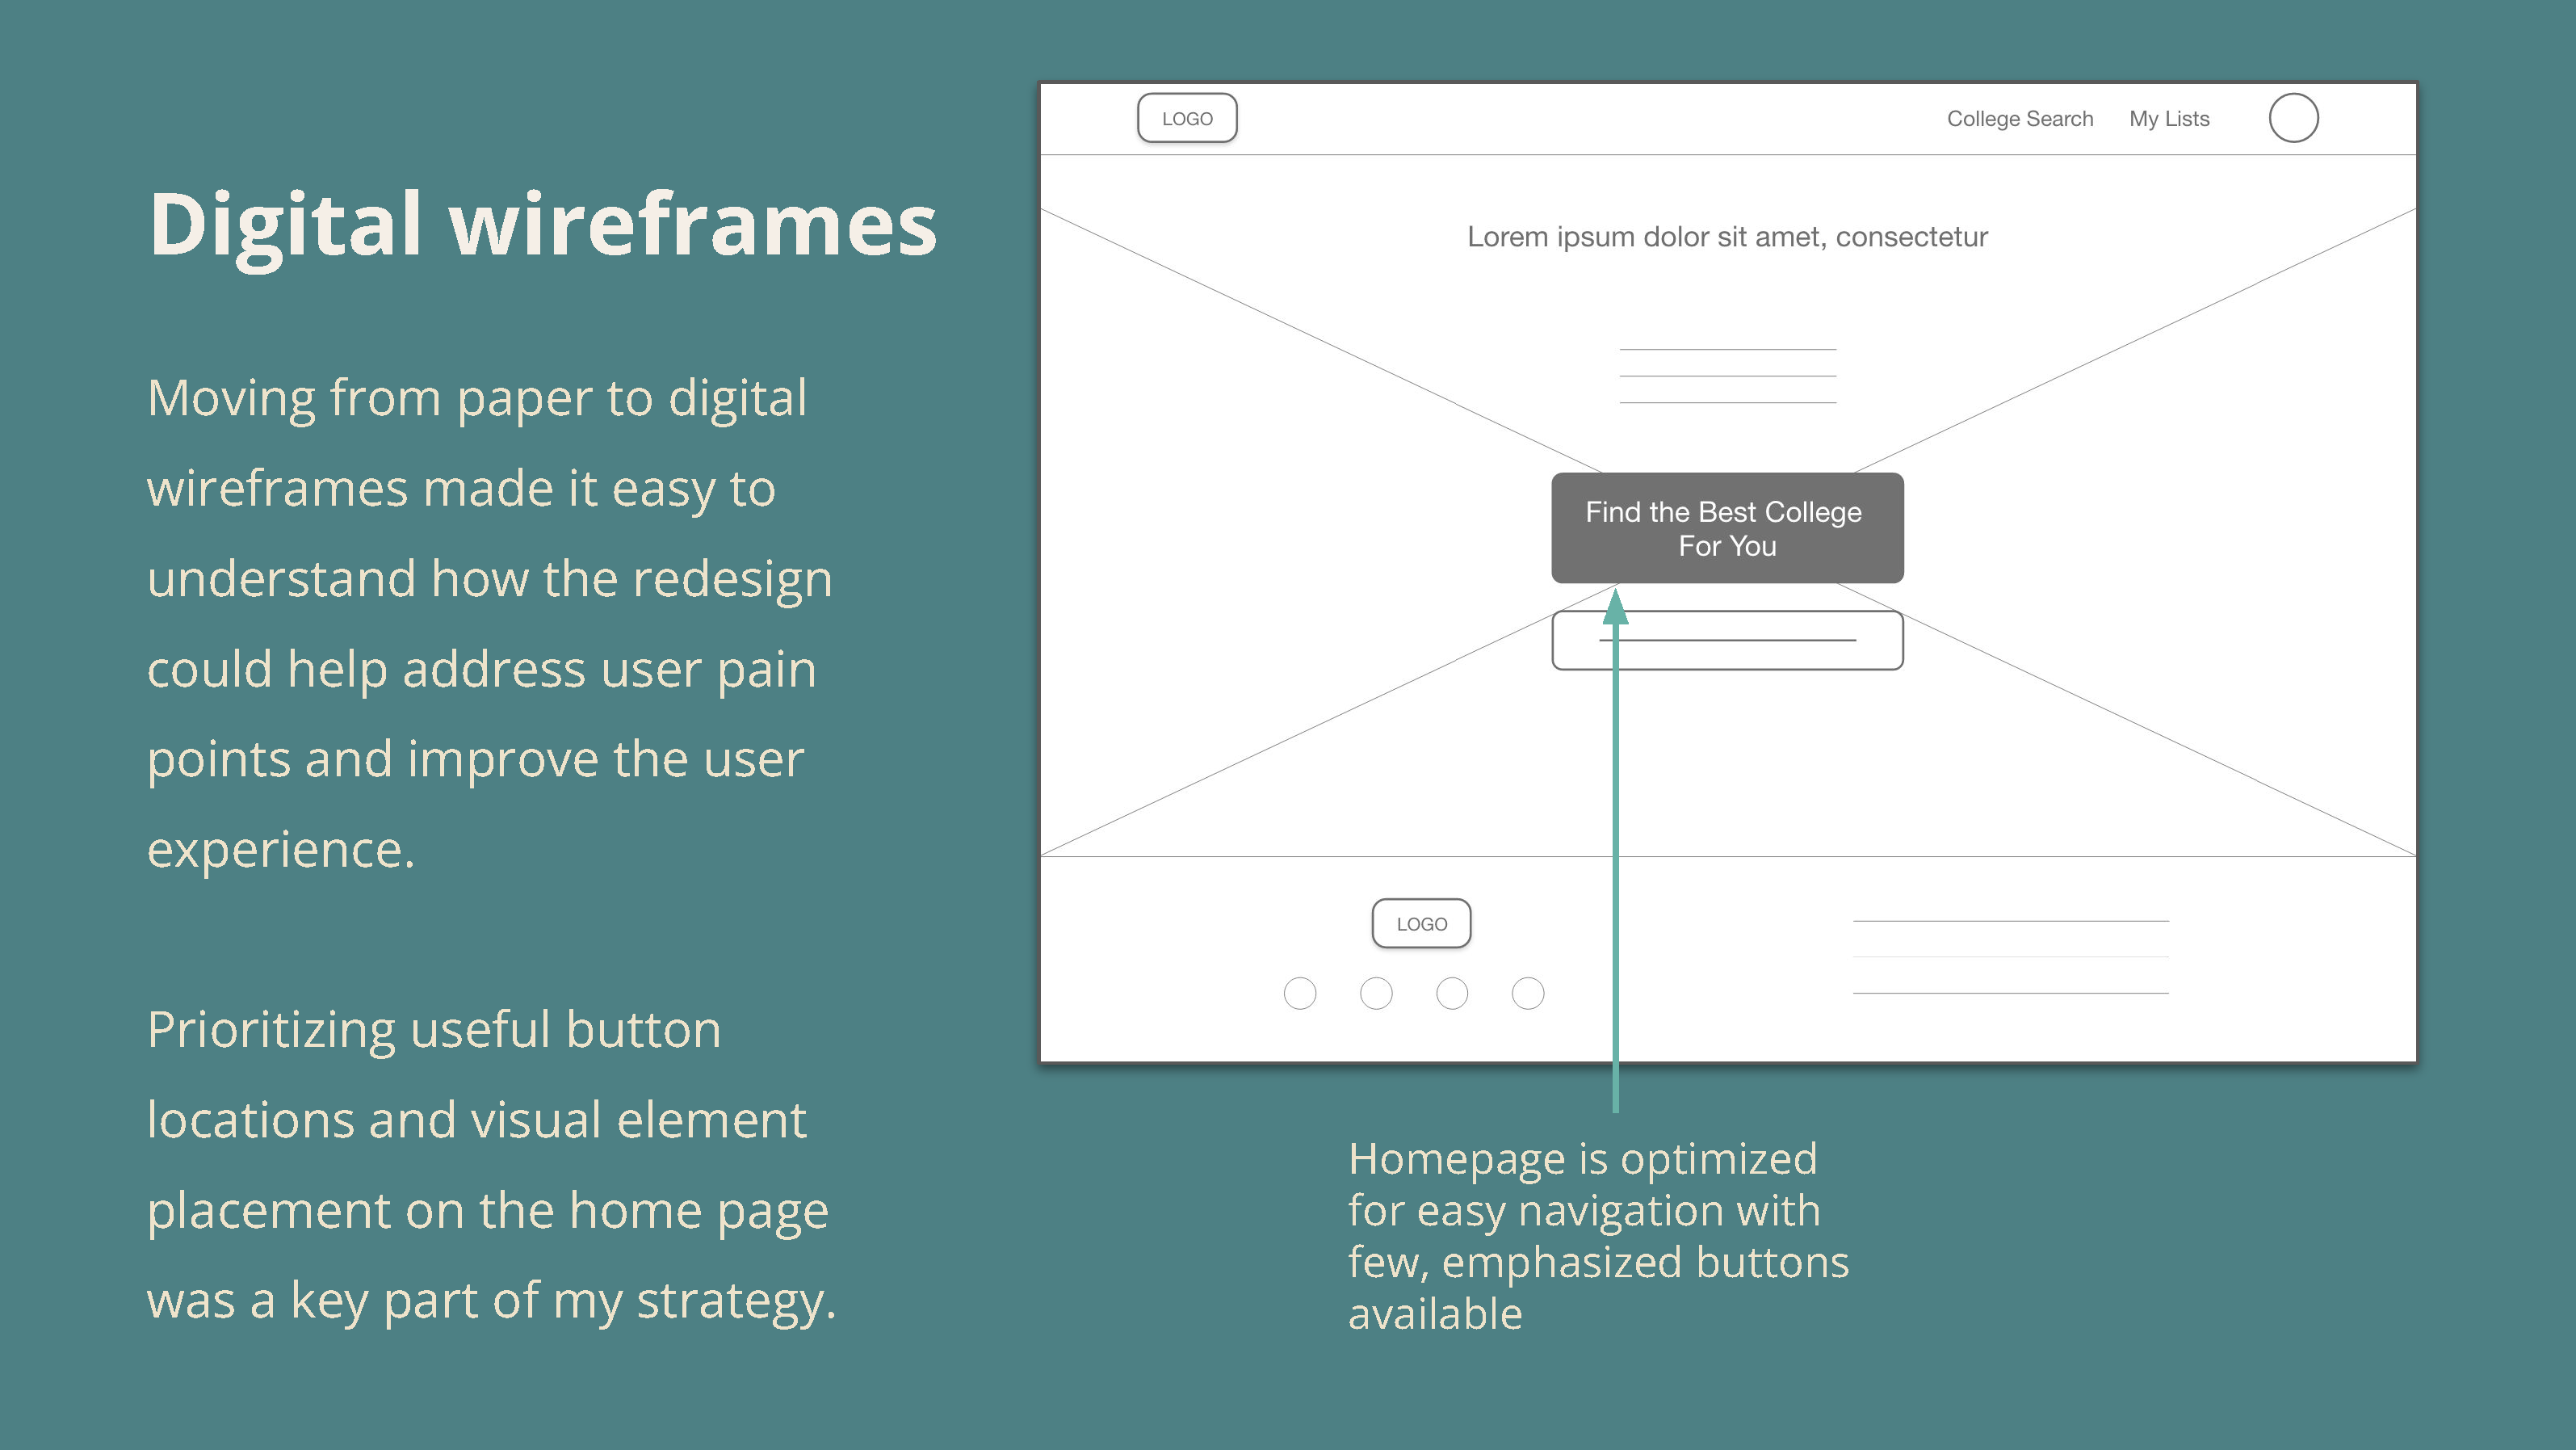 Digital wireframes
Moving from paper to digital
wireframes made it easy to
understand how the redesign
could help address user pain
points and improve the user
experience.
Prioritizing useful button
locations and visual element
placement on the home page
was a key part of my strategy.
LOGO
College Search
My Lists
Lorem ipsum dolor sit amet, consectetur
Find the Best College
For You
LOGO
Homepage is optimized
for easy navigation with
few, emphasized buttons
available